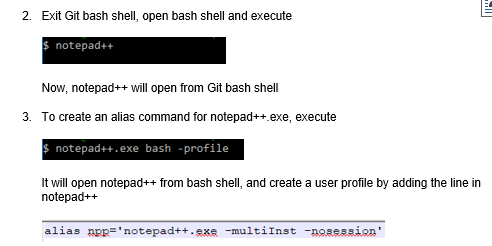 2. Exit Git bash shell, open bash shell and execute
$ notepad++
Now, notepad++ will open from Git bash shell
3. To create an alias command for notepad++.exe, execute
$ notepad++.exe bash -profile
It will open notepad++ from bash shell, and create a user profile by adding the line in
notepad++
alias npp='notepad++.exe -multiInst -nosession'